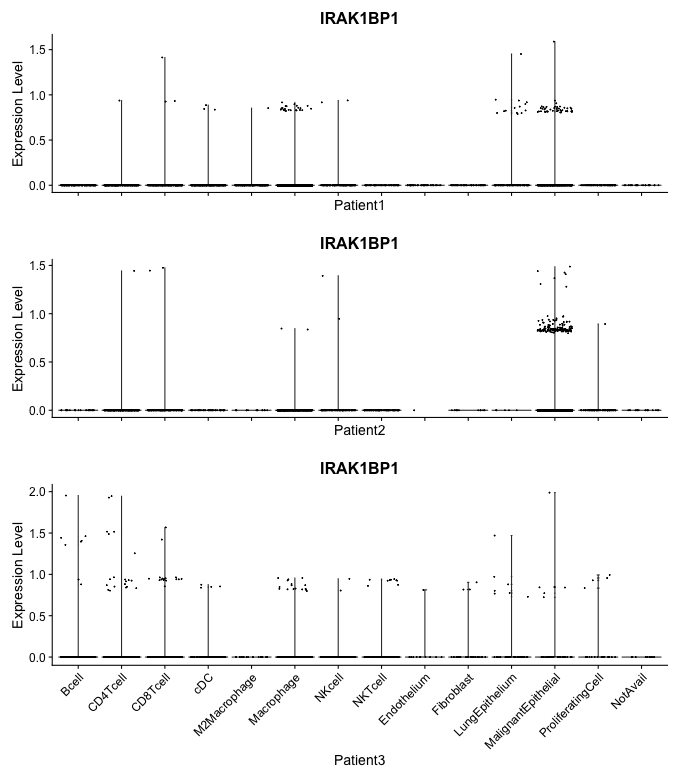 IRAK1BP1
Expression Level
1.5
1.0
0.5
0.0
Patient1
IRAK1BP1
Expression Level
1.5
1.0
0.5
0.0
Patient2
IRAK1BP1
Expression Level
2.0
1.5
1.0
0.5
0.0
Bcell
CD4Tcell
CD8Tcell
cDC
M2Macrophage
Macrophage
NKcell
NKTcell
Endothelium
Fibroblast
LungEpithelium
MalignantEpithelial
ProliferatingCell
NotAvail
Patient3